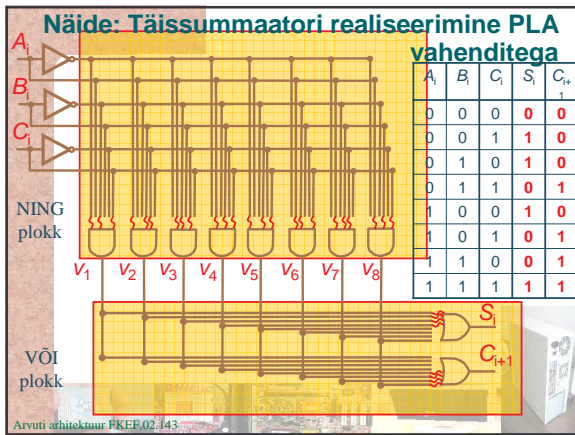 Näide: Täissummaatori realiseerimine PLA
vahenditega
Ai
Bi
Ci
NING
plokk
v1 v2 v3 v4 v5 v6 v7 v8
VÕI
plokk
Si
Ci+1
Ai Bi Ci Si Ci+1
0 0 0 0 0
0 0 1 1 0
0 1 0 1 0
0 1 1 0 1
1 0 0 1 0
1 0 1 0 1
1 1 0 0 1
1 1 1 1 1
Arvuti arhitektuur FKEF.02.143